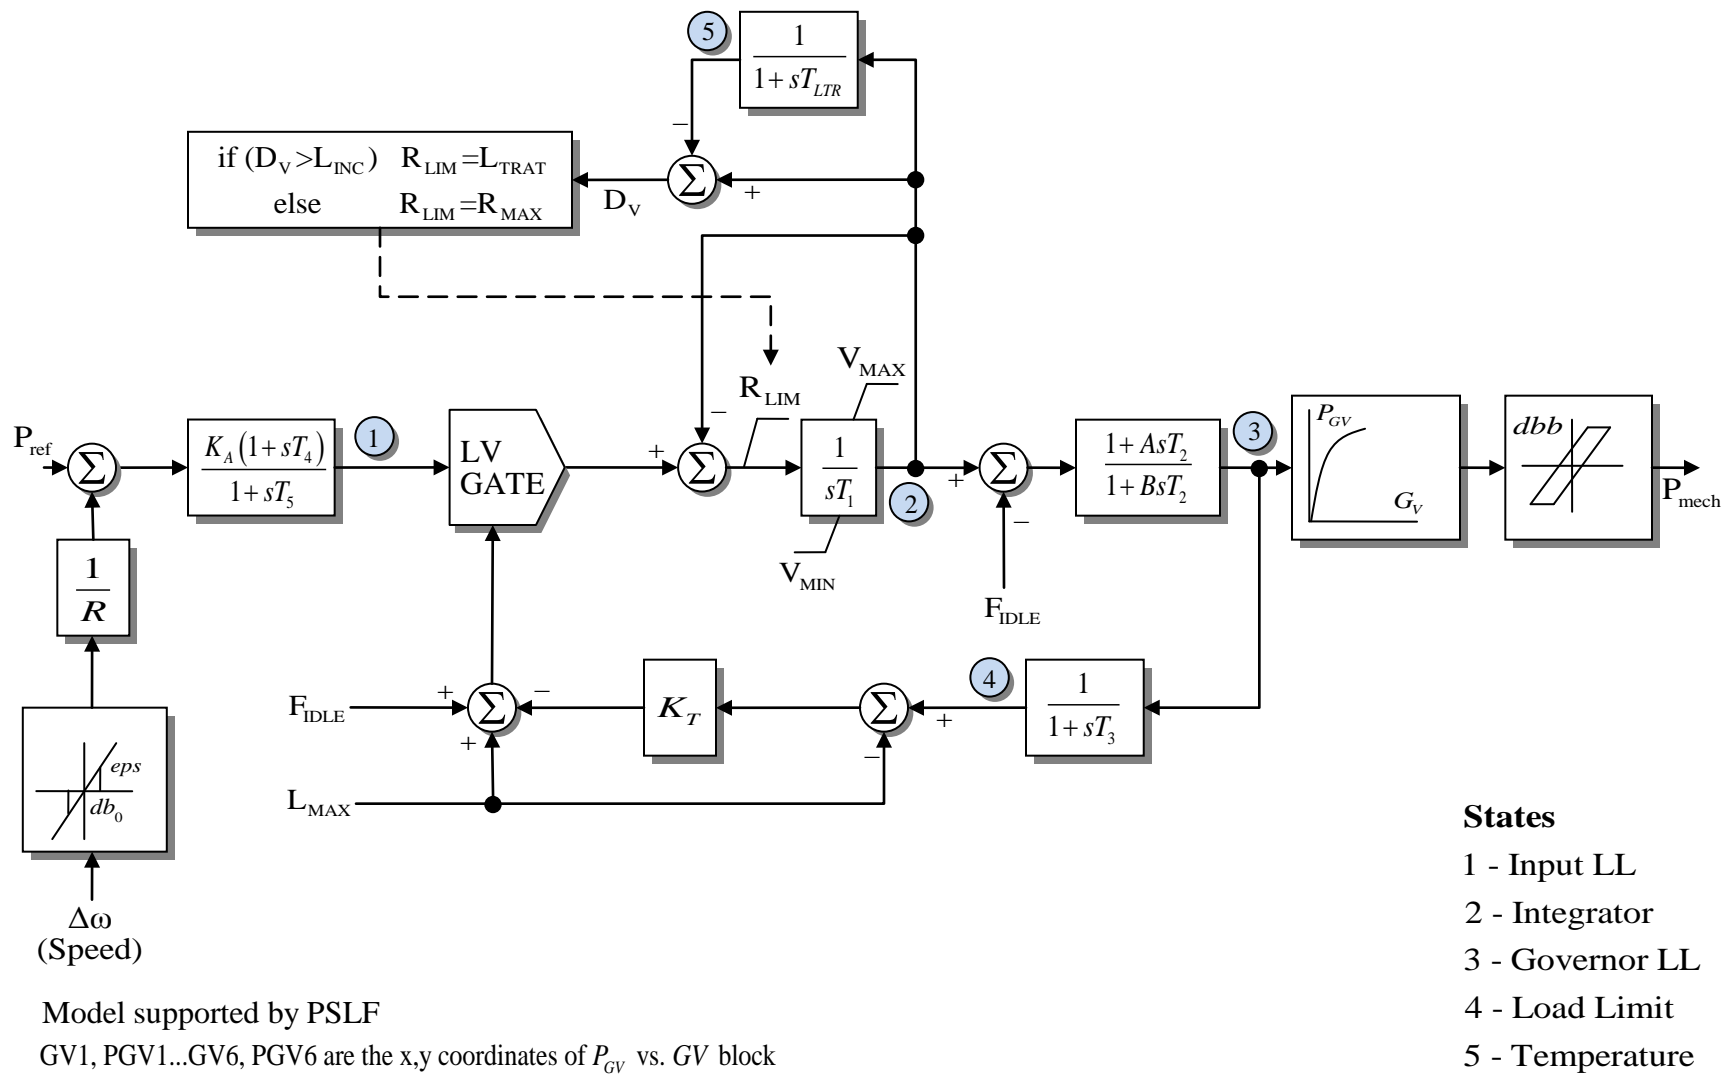 5
1
1+sT_LTR
−
if (D_V>L_INC) R_LIM=L_TRAT
else R_LIM=R_MAX
Σ
+
D_V
V_MAX
R_LIM
−
P_ref
Σ
K_A(1+sT_4)
1+sT_5
1
LV
GATE
+
Σ
1
sT_1
2
+
Σ
−
1+AsT_2
1+BsT_2
3
P_GV
G_V
dbb
P_mech
V_MIN
F_IDLE
1
R
F_IDLE
+
Σ
−
+
K_T
Σ
+
−
4
1
1+sT_3
eps
db_0
L_MAX
Δω
(Speed)
States
1 - Input LL
2 - Integrator
3 - Governor LL
4 - Load Limit
5 - Temperature
Model supported by PSLF
GV1, PGV1...GV6, PGV6 are the x,y coordinates of P_GV vs. GV block